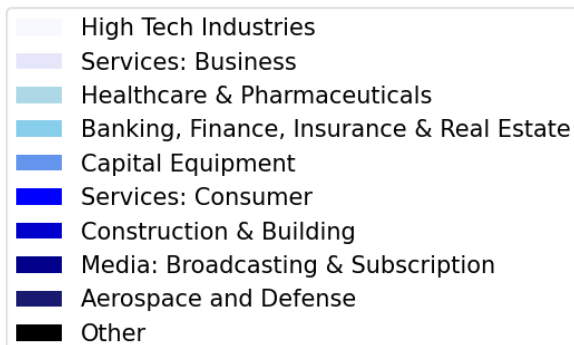 High Tech Industries
Services: Business
Healthcare & Pharmaceuticals
Banking, Finance, Insurance & Real Estate
Capital Equipment
Services: Consumer
Construction & Building
Media: Broadcasting & Subscription
Aerospace and Defense
Other